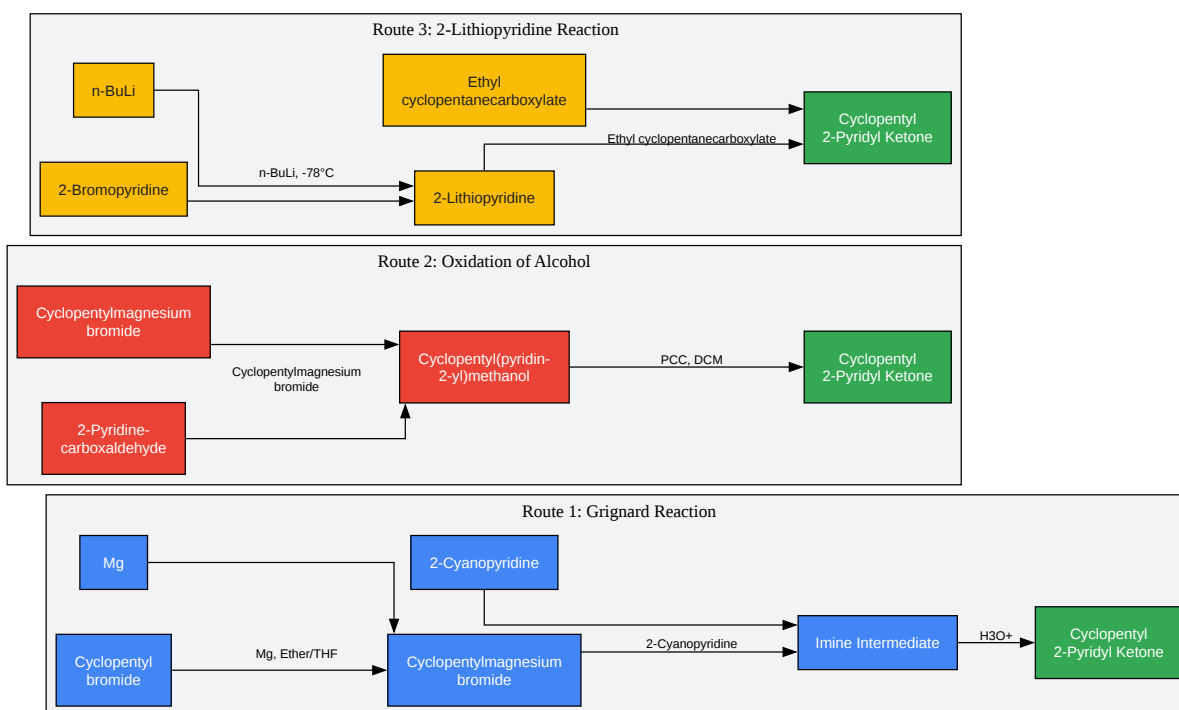 Route 3: 2-Lithiopyridine Reaction
n-BuLi
Ethyl
cyclopentanecarboxylate
Cyclopentyl
2-Pyridyl Ketone
Ethyl cyclopentanecarboxylate
n-BuLi, -78°C
2-Bromopyridine
2-Lithiopyridine
Route 2: Oxidation of Alcohol
Cyclopentylmagnesium
bromide
Cyclopentylmagnesium
bromide
Cyclopentyl(pyridin-
2-yl)methanol
PCC, DCM
Cyclopentyl
2-Pyridyl Ketone
2-Pyridine-
carboxaldehyde
Route 1: Grignard Reaction
Mg
2-Cyanopyridine
Cyclopentyl
bromide
Mg, Ether/THF
Cyclopentylmagnesium
bromide
2-Cyanopyridine
Imine Intermediate
H3O+
Cyclopentyl
2-Pyridyl Ketone